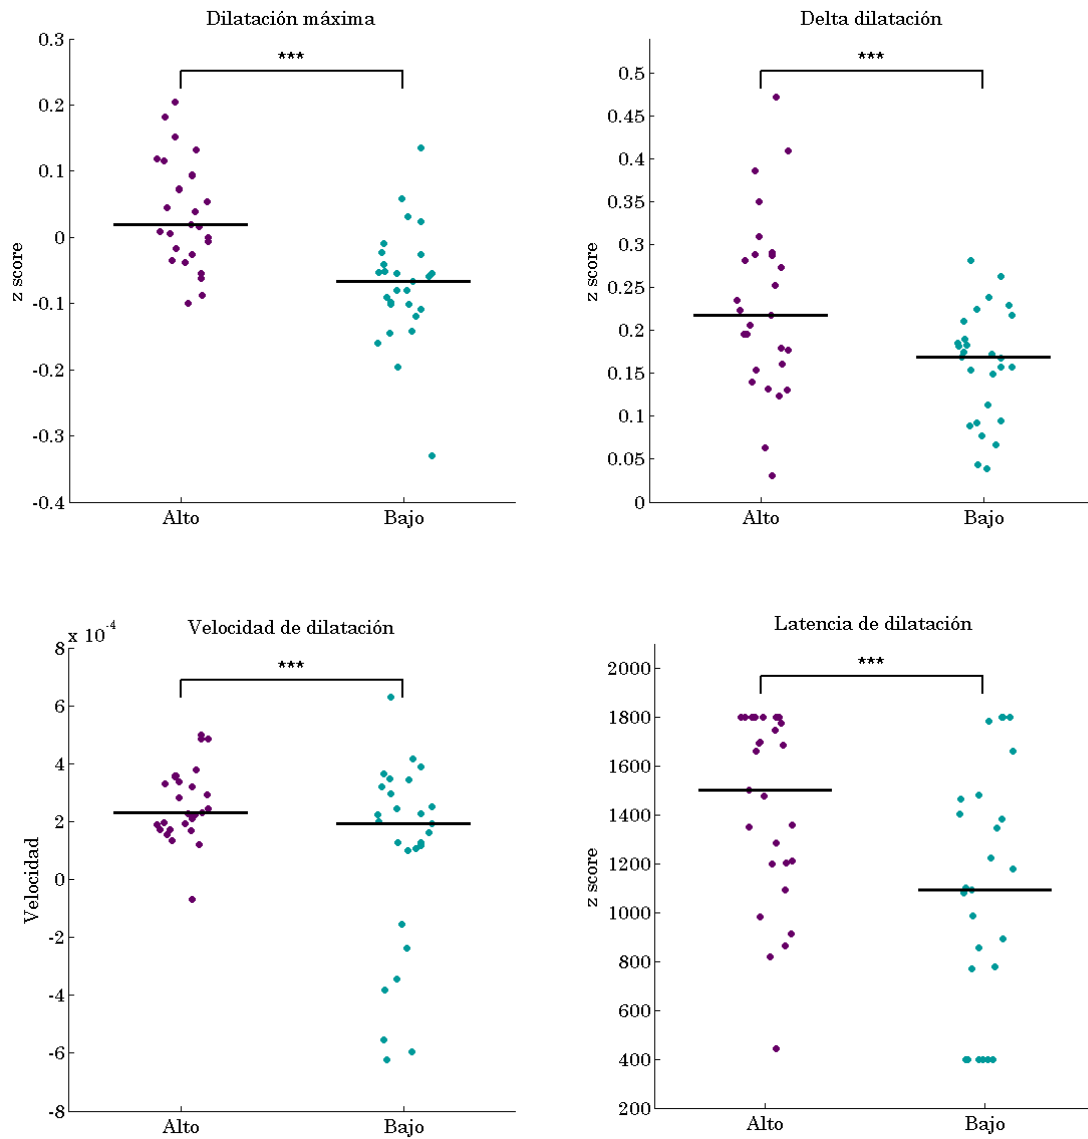 Dilatación máxima
***
0.3
0.2
0.1
0
-0.1
-0.2
-0.3
-0.4
z score
Alto
Bajo
Delta dilatación
***
0.5
0.45
0.4
0.35
0.3
0.25
0.2
0.15
0.1
0.05
0
z score
Alto
Bajo
Velocidad de dilatación
x 10-4
***
8
6
4
2
0
-2
-4
-6
-8
Velocidad
Alto
Bajo
Latencia de dilatación
***
2000
1800
1600
1400
1200
1000
800
600
400
200
z score
Alto
Bajo